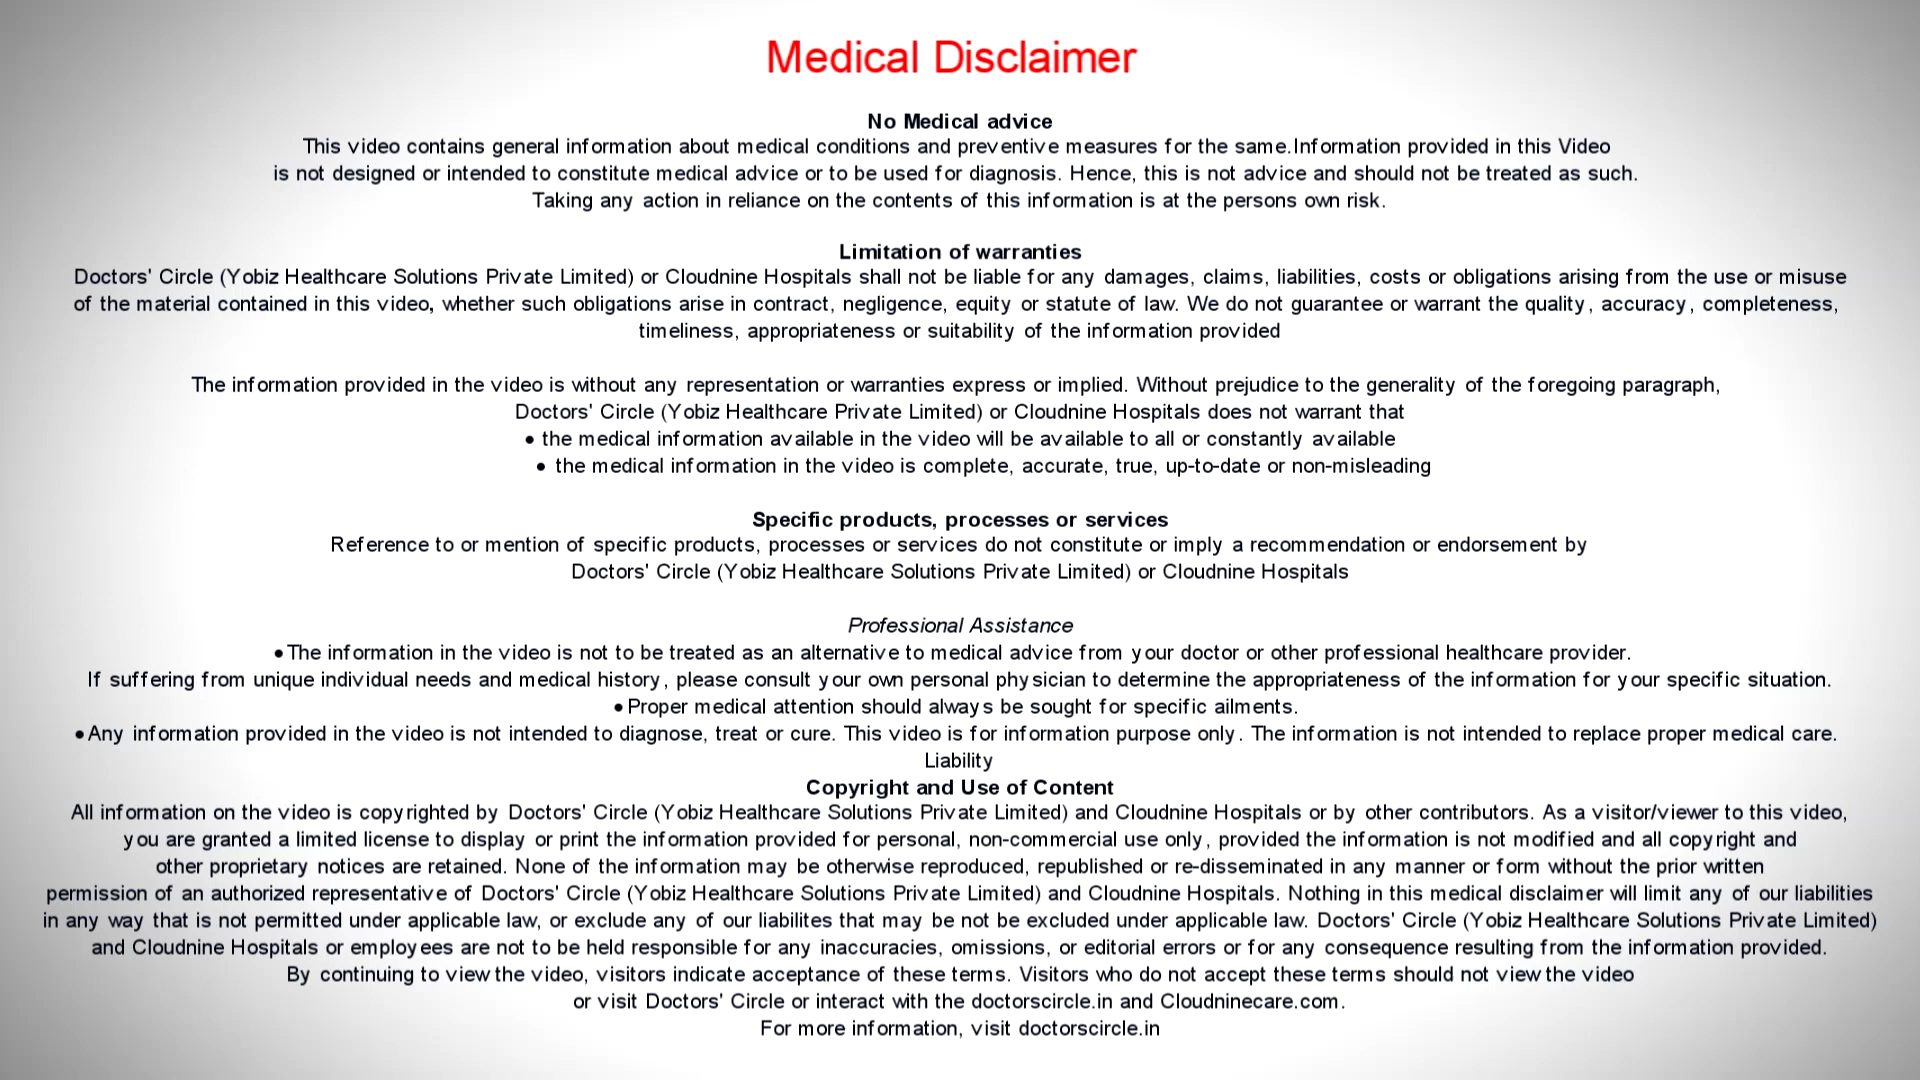 Medical Disclaimer
No Medical advice
This video contains general information about medical conditions and preventive measures for the same.Information provided in this Video
is not designed or intended to constitute medical advice or to be used for diagnosis. Hence, this is not advice and should not be treated as such.
Taking any action in reliance on the contents of this information is at the persons own risk.
Limitation of warranties
Doctors' Circle (Yobiz Healthcare Solutions Private Limited) or Cloudnine Hospitals shall not be liable for any damages, claims, liabilities, costs or obligations arising from the use or misuse
of the material contained in this video, whether such obligations arise in contract, negligence, equity or statute of law. We do not guarantee or warrant the quality, accuracy, completeness,
timeliness, appropriateness or suitability of the information provided
The information provided in the video is without any representation or warranties express or implied. Without prejudice to the generality of the foregoing paragraph,
Doctors' Circle (Yobiz Healthcare Private Limited) or Cloudnine Hospitals does not warrant that
• the medical information available in the video will be available to all or constantly available
• the medical information in the video is complete, accurate, true, up-to-date or non-misleading
Specific products, processes or services
Reference to or mention of specific products, processes or services do not constitute or imply a recommendation or endorsement by
Doctors' Circle (Yobiz Healthcare Solutions Private Limited) or Cloudnine Hospitals
Professional Assistance
•The information in the video is not to be treated as an alternative to medical advice from your doctor or other professional healthcare provider.
If suffering from unique individual needs and medical history, please consult your own personal physician to determine the appropriateness of the information for your specific situation.
•Proper medical attention should always be sought for specific ailments.
•Any information provided in the video is not intended to diagnose, treat or cure. This video is for information purpose only. The information is not intended to replace proper medical care.
Liability
Copyright and Use of Content
All information on the video is copyrighted by Doctors' Circle (Yobiz Healthcare Solutions Private Limited) and Cloudnine Hospitals or by other contributors. As a visitor/viewer to this video,
you are granted a limited license to display or print the information provided for personal, non-commercial use only, provided the information is not modified and all copyright and
other proprietary notices are retained. None of the information may be otherwise reproduced, republished or re-disseminated in any manner or form without the prior written
permission of an authorized representative of Doctors' Circle (Yobiz Healthcare Solutions Private Limited) and Cloudnine Hospitals. Nothing in this medical disclaimer will limit any of our liabilities
in any way that is not permitted under applicable law, or exclude any of our liabilites that may be not be excluded under applicable law. Doctors' Circle (Yobiz Healthcare Solutions Private Limited)
and Cloudnine Hospitals or employees are not to be held responsible for any inaccuracies, omissions, or editorial errors or for any consequence resulting from the information provided.
By continuing to view the video, visitors indicate acceptance of these terms. Visitors who do not accept these terms should not view the video
or visit Doctors' Circle or interact with the doctorscircle.in and Cloudninecare.com.
For more information, visit doctorscircle.in